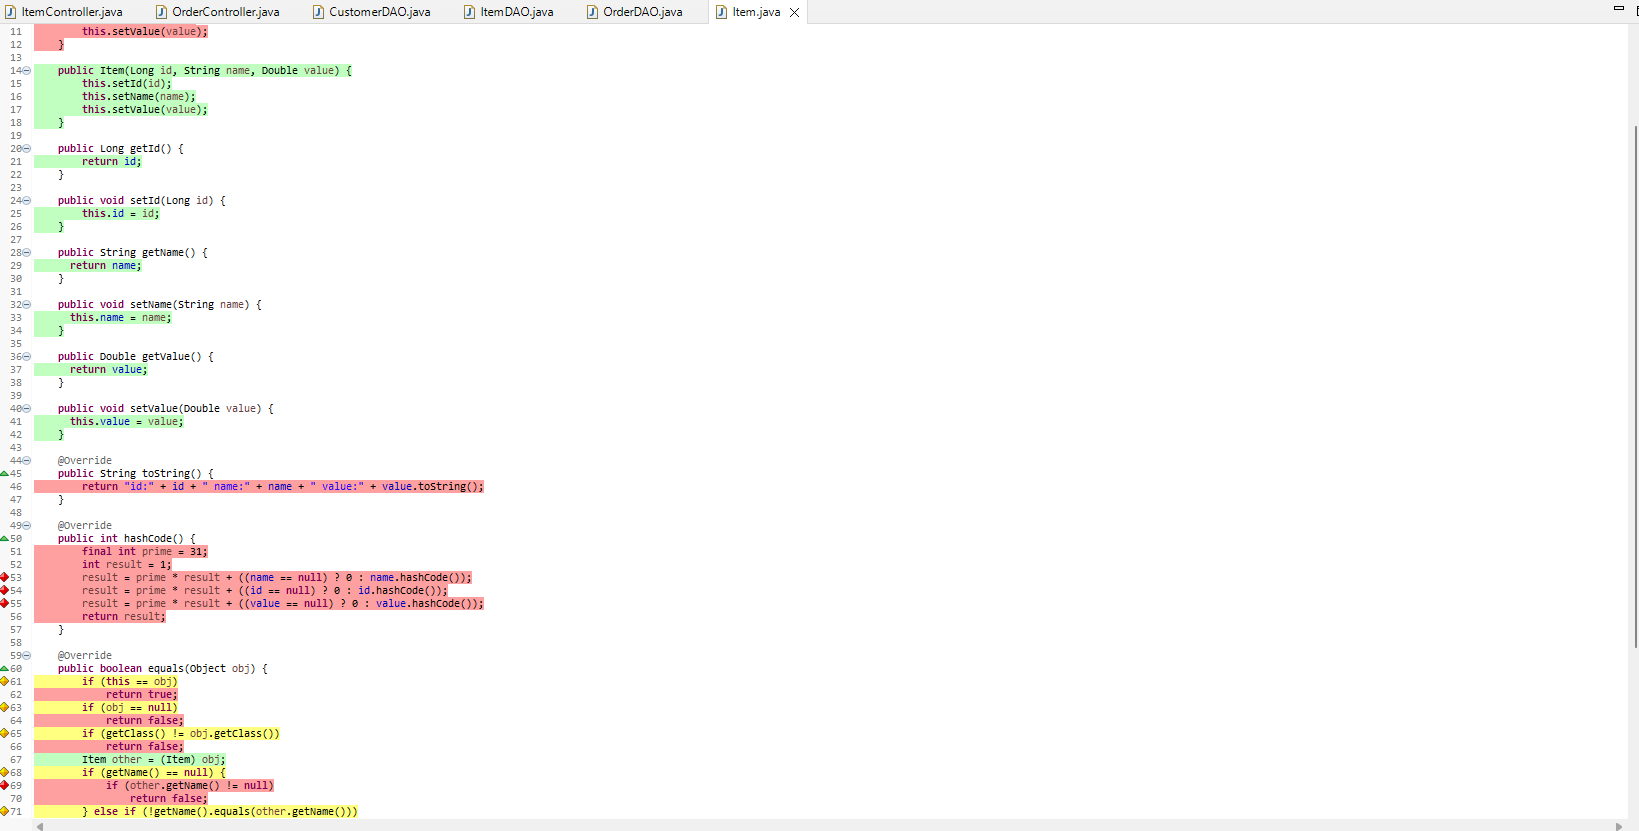 ItemController.java OrderController.java CustomerDAO.java ItemDAO.java OrderDAO.java Item.java
11 this.setValue(value);
12 }
13
14 public Item(Long id, String name, Double value) {
15 this.setId(id);
16 this.setName(name);
17 this.setValue(value);
18 }
19
20 public Long getId() {
21 return id;
22 }
23
24 public void setId(Long id) {
25 this.id = id;
26 }
27
28 public String getName() {
29 return name;
30 }
31
32 public void setName(String name) {
33 this.name = name;
34 }
35
36 public Double getValue() {
37 return value;
38 }
39
40 public void setValue(Double value) {
41 this.value = value;
42 }
43
44 @Override
45 public String toString() {
46 return "id:" + id + " name:" + name + " value:" + value.toString();
47 }
48
49 @Override
50 public int hashCode() {
51 final int prime = 31;
52 int result = 1;
53 result = prime * result + ((name == null) ? 0 : name.hashCode());
54 result = prime * result + ((id == null) ? 0 : id.hashCode());
55 result = prime * result + ((value == null) ? 0 : value.hashCode());
56 return result;
57 }
58
59 @Override
60 public boolean equals(Object obj) {
61 if (this == obj)
62 return true;
63 if (obj == null)
64 return false;
65 if (getClass() != obj.getClass())
66 return false;
67 Item other = (Item) obj;
68 if (getName() == null) {
69 if (other.getName() != null)
70 return false;
71 } else if (!getName().equals(other.getName()))